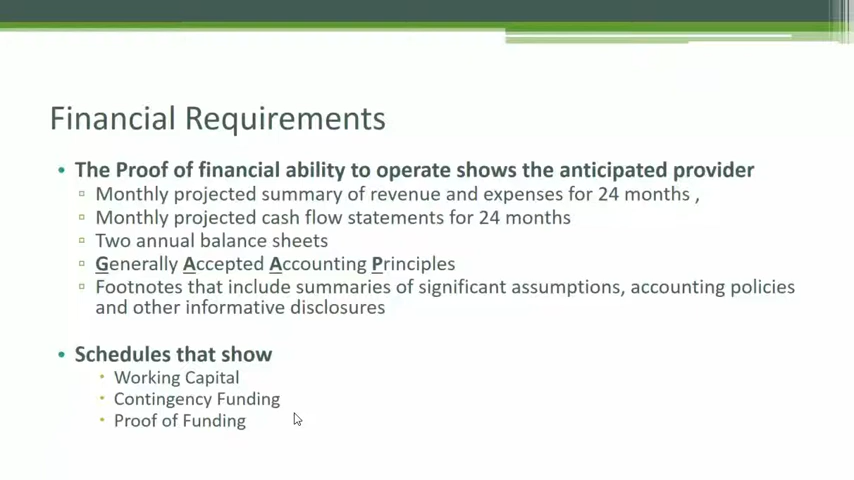 Financial Requirements
• The Proof of financial ability to operate shows the anticipated provider
▫ Monthly projected summary of revenue and expenses for 24 months ,
▫ Monthly projected cash flow statements for 24 months
▫ Two annual balance sheets
▫ Generally Accepted Accounting Principles
▫ Footnotes that include summaries of significant assumptions, accounting policies
and other informative disclosures
• Schedules that show
• Working Capital
• Contingency Funding
• Proof of Funding